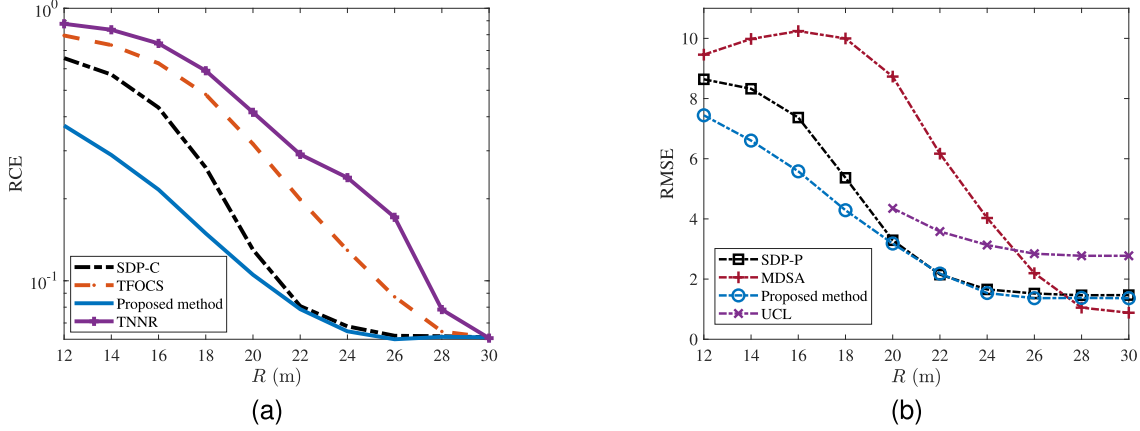 10^0
10^-1
RCE
SDP-C
TFOCS
Proposed method
TNNR
12 14 16 18 20 22 24 26 28 30
R (m)
(a)
10
8
6
4
2
0
RMSE
SDP-P
MDSA
Proposed method
UCL
12 14 16 18 20 22 24 26 28 30
R (m)
(b)